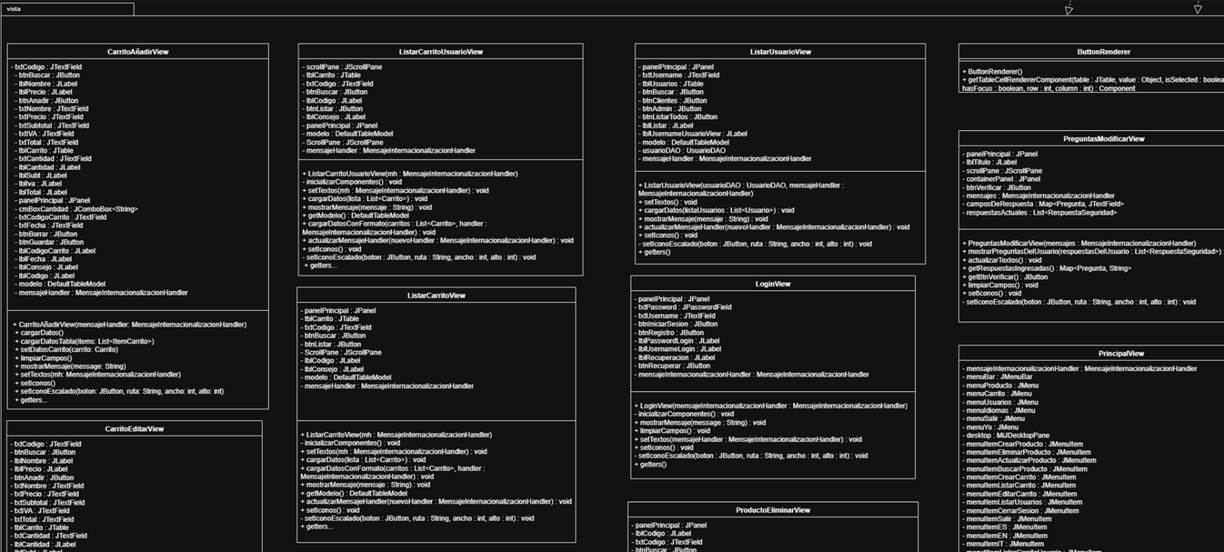 vista
CarritoAñadirView
- txtCodigo : JTextField
- btnBuscar : JButton
- lblNombre : JLabel
- lblPrecio : JLabel
- btnAnadir : JButton
- txtNombre : JTextField
- txtPrecio : JTextField
- txtSubtotal : JTextField
- txtIVA : JTextField
- txtTotal : JTextField
- tblCarrito : JTable
- txtCantidad : JTextField
- lblCantidad : JLabel
- lblSubt : JLabel
- lblIva : JLabel
- lblTotal : JLabel
- panelPrincipal : JPanel
- cmBoxCantidad : JComboBox<String>
- txtCodigoCarrito : JTextField
- txtFecha : JTextField
- btnBorrar : JButton
- btnGuardar : JButton
- lblCodigoCarrito : JLabel
- lblFecha : JLabel
- lblConsejo : JLabel
- lblCodigo : JLabel
- modelo : DefaultTableModel
- mensajeHandler : MensajeInternacionalizacionHandler
+ CarritoAñadirView(mensajeHandler: MensajeInternacionalizacionHandler)
+ cargarDatos()
+ cargarDatosTabla(items: List<ItemCarrito>)
+ setDatosCarrito(carrito: Carrito)
+ limpiarCampos()
+ mostrarMensaje(message: String)
+ setTextos(mh: MensajeInternacionalizacionHandler)
+ setIconos()
+ setIconoEscalado(boton: JButton, ruta: String, ancho: int, alto: int)
+ getters...
CarritoEditarView
- txtCodigo : JTextField
- btnBuscar : JButton
- lblNombre : JLabel
- lblPrecio : JLabel
- btnAnadir : JButton
- txtNombre : JTextField
- txtPrecio : JTextField
- txtSubtotal : JTextField
- txtIVA : JTextField
- txtTotal : JTextField
- tblCarrito : JTable
- txtCantidad : JTextField
- lblCantidad : JLabel
- lblSubt : JLabel
ListarCarritoUsuarioView
- scrollPane : JScrollPane
- tblCarrito : JTable
- txtCodigo : JTextField
- btnBuscar : JButton
- lblCodigo : JLabel
- btnListar : JButton
- lblConsejo : JLabel
- panelPrincipal : JPanel
- modelo : DefaultTableModel
- ScrollPane : JScrollPane
- mensajeHandler : MensajeInternacionalizacionHandler
+ ListarCarritoUsuarioView(mh : MensajeInternacionalizacionHandler)
- inicializarComponentes() : void
+ setTextos(mh : MensajeInternacionalizacionHandler) : void
+ cargarDatos(lista : List<Carrito>) : void
+ mostrarMensaje(mensaje : String) : void
+ getModelo() : DefaultTableModel
+ cargarDatosConFormato(carritos : List<Carrito>, handler :
MensajeInternacionalizacionHandler) : void
+ actualizarMensajeHandler(nuevoHandler : MensajeInternacionalizacionHandler) : void
+ setIconos() : void
- setIconoEscalado(boton : JButton, ruta : String, ancho : int, alto : int) : void
+ getters...
ListarCarritoView
- panelPrincipal : JPanel
- tblCarrito : JTable
- txtCodigo : JTextField
- btnBuscar : JButton
- btnListar : JButton
- ScrollPane : JScrollPane
- lblCodigo : JLabel
- lblConsejo : JLabel
- modelo : DefaultTableModel
- mensajeHandler : MensajeInternacionalizacionHandler
+ ListarCarritoView(mh : MensajeInternacionalizacionHandler)
- inicializarComponentes() : void
+ setTextos(mh : MensajeInternacionalizacionHandler) : void
+ cargarDatos(lista : List<Carrito>) : void
+ cargarDatosConFormato(carritos : List<Carrito>, handler :
MensajeInternacionalizacionHandler) : void
+ mostrarMensaje(mensaje : String) : void
+ getModelo() : DefaultTableModel
+ actualizarMensajeHandler(nuevoHandler : MensajeInternacionalizacionHandler) : void
+ setIconos() : void
- setIconoEscalado(boton : JButton, ruta : String, ancho : int, alto : int) : void
+ getters...
ListarUsuarioView
- panelPrincipal : JPanel
- txtUsername : JTextField
- tblUsuarios : JTable
- btnBuscar : JButton
- btnClientes : JButton
- btnAdmin : JButton
- btnListarTodos : JButton
- lblListar : JLabel
- lblUsernameUsuarioView : JLabel
- modelo : DefaultTableModel
- usuarioDAO : UsuarioDAO
- mensajeHandler : MensajeInternacionalizacionHandler
+ ListarUsuarioView(usuarioDAO : UsuarioDAO, mensajeHandler :
MensajeInternacionalizacionHandler)
+ setTextos() : void
+ cargarDatos(listaUsuarios : List<Usuario>) : void
+ mostrarMensaje(mensaje : String) : void
+ actualizarMensajeHandler(nuevoHandler : MensajeInternacionalizacionHandler) : void
+ setIconos() : void
- setIconoEscalado(boton : JButton, ruta : String, ancho : int, alto : int) : void
+ getters()
LoginView
- panelPrincipal : JPanel
- txtPassword : JPasswordField
- txtUsername : JTextField
- btnIniciarSesion : JButton
- btnRegistro : JButton
- lblPasswordLogin : JLabel
- lblUsernameLogin : JLabel
- lblRecuperacion : JLabel
- btnRecuperar : JButton
- mensajeInternacionalizacionHandler : MensajeInternacionalizacionHandler
+ LoginView(mensajeInternacionalizacionHandler : MensajeInternacionalizacionHandler)
- inicializarComponentes() : void
+ mostrarMensaje(message : String) : void
+ limpiarCampos() : void
+ setTextos(mensajeHandler : MensajeInternacionalizacionHandler) : void
+ setIconos() : void
- setIconoEscalado(boton : JButton, ruta : String, ancho : int, alto : int) : void
+ getters()
ProductoEliminarView
- panelPrincipal : JPanel
- lblCodigo : JLabel
- txtCodigo : JTextField
- btnBuscar : JButton
ButtonRenderer
+ ButtonRenderer()
+ getTableCellRendererComponent(table : JTable, value : Object, isSelected : boolean,
hasFocus : boolean, row : int, column : int) : Component
PreguntasModificarView
- panelPrincipal : JPanel
- lblTitulo : JLabel
- scrollPane : JScrollPane
- containerPanel : JPanel
- btnVerificar : JButton
- mensajes : MensajeInternacionalizacionHandler
- camposDeRespuesta : Map<Pregunta, JTextField>
- respuestasActuales : List<RespuestaSeguridad>
+ PreguntasModificarView(mensajes : MensajeInternacionalizacionHandler)
+ mostrarPreguntasDelUsuario(respuestasDelUsuario : List<RespuestaSeguridad>) :
+ actualizarTextos() : void
+ getRespuestasIngresadas() : Map<Pregunta, String>
+ getBtnVerificar() : JButton
+ limpiarCampos() : void
+ setIconos() : void
- setIconoEscalado(boton : JButton, ruta : String, ancho : int, alto : int) : void
PrincipalView
- mensajeInternacionalizacionHandler : MensajeInternacionalizacionHandler
- menuBar : JMenuBar
- menuProducto : JMenu
- menuCarrito : JMenu
- menuUsuarios : JMenu
- menuIdiomas : JMenu
- menuSalir : JMenu
- menuYo : JMenu
- desktop : MiJDesktopPane
- menuItemCrearProducto : JMenuItem
- menuItemEliminarProducto : JMenuItem
- menuItemActualizarProducto : JMenuItem
- menuItemBuscarProducto : JMenuItem
- menuItemCrearCarrito : JMenuItem
- menuItemListarCarrito : JMenuItem
- menuItemEditarCarrito : JMenuItem
- menuItemListarUsuarios : JMenuItem
- menuItemCerrarSesion : JMenuItem
- menuItemSalir : JMenuItem
- menuItemES : JMenuItem
- menuItemEN : JMenuItem
- menuItemIT : JMenuItem
- menuItemListarCarritoUsuario : JMenuItem